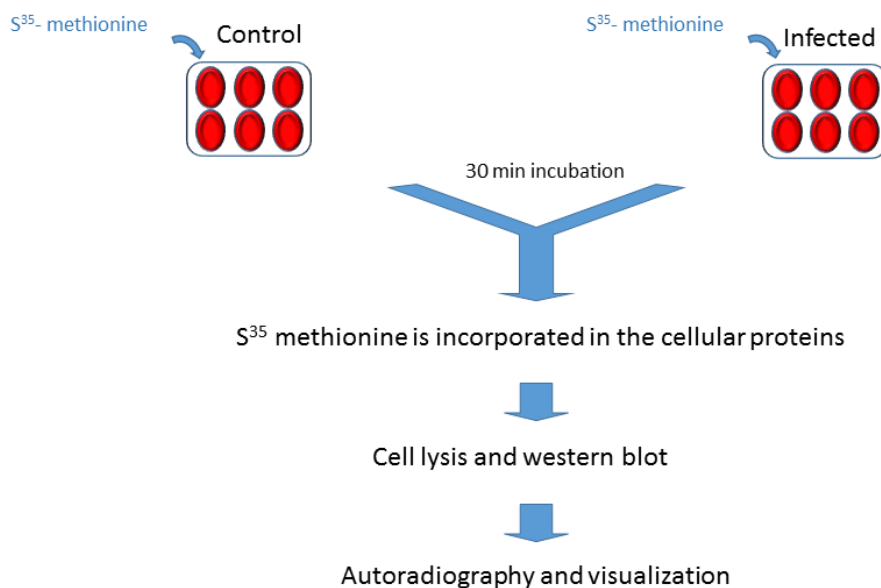 S³⁵- methionine
Control
S³⁵- methionine
Infected
30 min incubation
S³⁵ methionine is incorporated in the cellular proteins
Cell lysis and western blot
Autoradiography and visualization